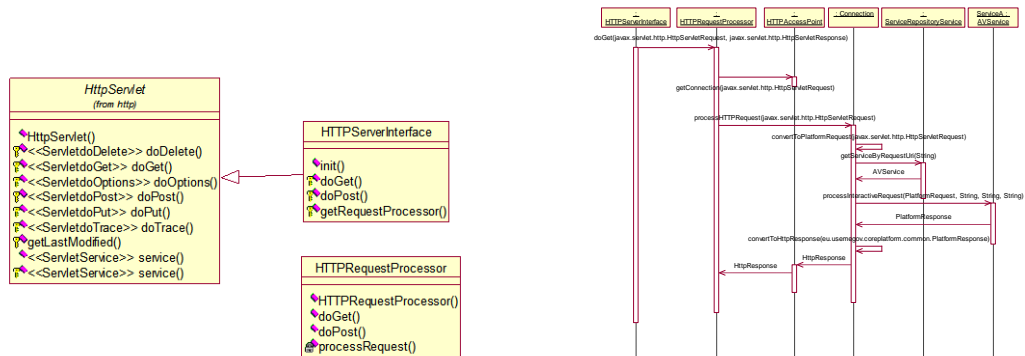 HttpServlet
(from http)
HttpServlet()
<<ServletdoDelete>> doDelete()
<<ServletdoGet>> doGet()
<<ServletdoOptions>> doOptions()
<<ServletdoPost>> doPost()
<<ServletdoPut>> doPut()
<<ServletdoTrace>> doTrace()
getLastModified()
<<ServletService>> service()
<<ServletService>> service()
HTTPServerInterface
init()
doGet()
doPost()
getRequestProcessor()
HTTPRequestProcessor
HTTPRequestProcessor()
doGet()
doPost()
processRequest()
:
HTTPServerInterface
:
HTTPRequestProcessor
:
HTTPAccessPoint
: Connection
:
ServiceRepositoryService
ServiceA :
AVService
doGet(javax.servlet.http.HttpServletRequest, javax.servlet.http.HttpServletResponse)
getConnection(javax.servlet.http.HttpServletRequest)
processHTTPRequest(javax.servlet.http.HttpServletRequest)
convertToPlatformRequest(javax.servlet.http.HttpServletRequest)
getServiceByRequestUri(String)
AVService
processInteractiveRequest(PlatformRequest, String, String, String)
PlatformResponse
convertToHttpResponse(eu.usemegov.coreplatform.common.PlatformResponse)
HttpResponse
HttpResponse